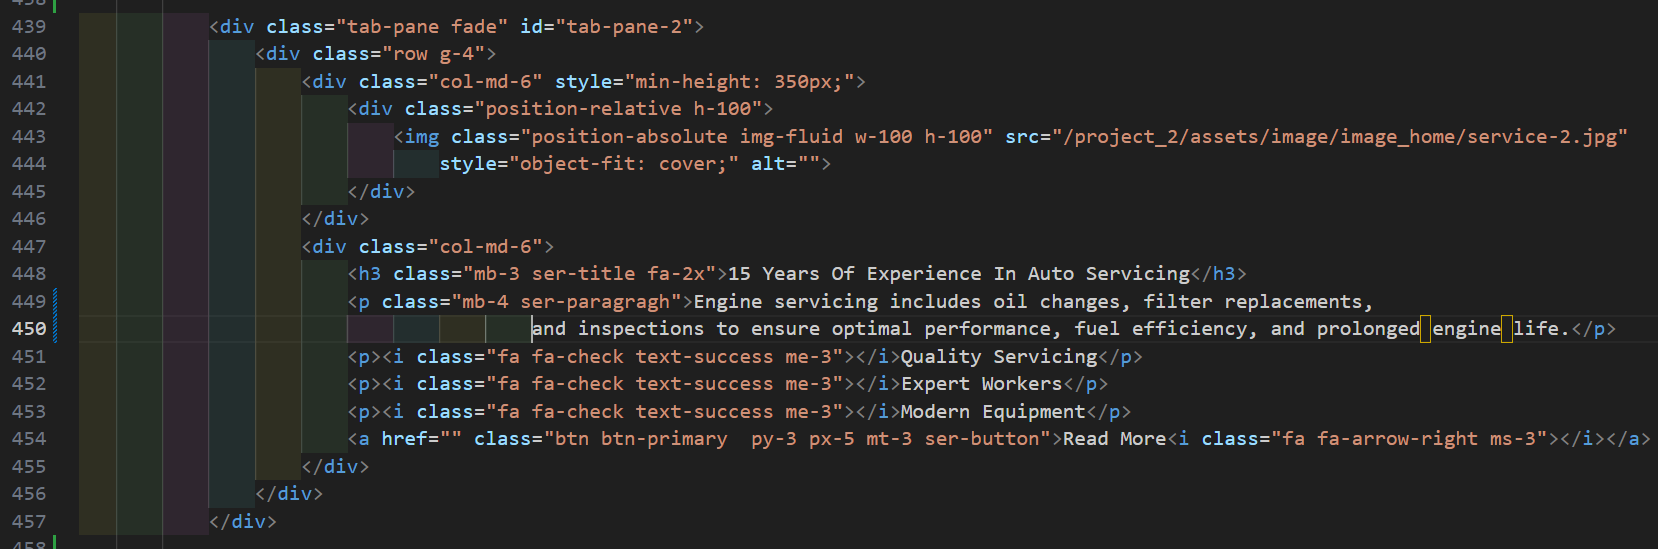 438
439 <div class="tab-pane fade" id="tab-pane-2">
440 <div class="row g-4">
441 <div class="col-md-6" style="min-height: 350px;">
442 <div class="position-relative h-100">
443 <img class="position-absolute img-fluid w-100 h-100" src="/project_2/assets/image/image_home/service-2.jpg"
444 style="object-fit: cover;" alt="">
445 </div>
446 </div>
447 <div class="col-md-6">
448 <h3 class="mb-3 ser-title fa-2x">15 Years Of Experience In Auto Servicing</h3>
449 <p class="mb-4 ser-paragragh">Engine servicing includes oil changes, filter replacements,
450 and inspections to ensure optimal performance, fuel efficiency, and prolonged engine life.</p>
451 <p><i class="fa fa-check text-success me-3"></i>Quality Servicing</p>
452 <p><i class="fa fa-check text-success me-3"></i>Expert Workers</p>
453 <p><i class="fa fa-check text-success me-3"></i>Modern Equipment</p>
454 <a href="" class="btn btn-primary  py-3 px-5 mt-3 ser-button">Read More<i class="fa fa-arrow-right ms-3"></i></a>
455 </div>
456 </div>
457 </div>
458